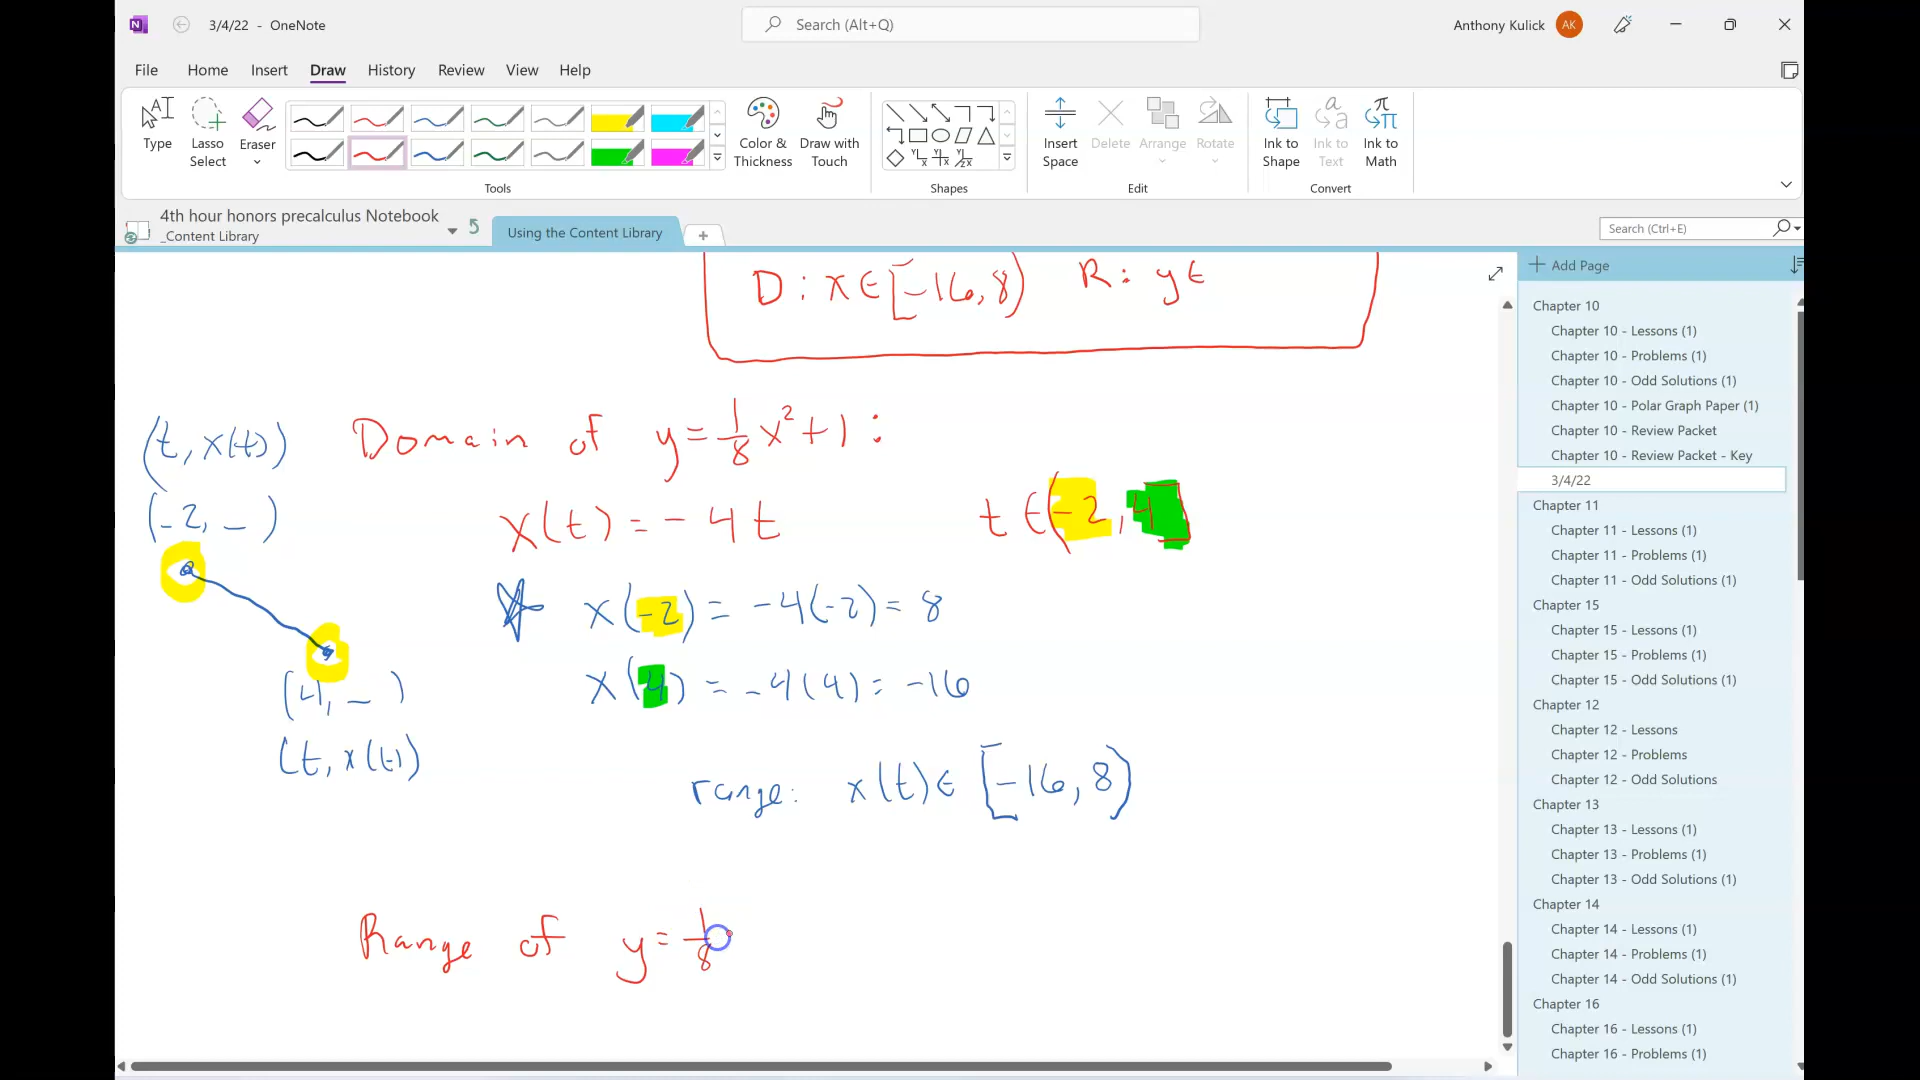 3/4/22 - OneNote
Search (Alt+Q)
Anthony Kulick AK
File Home Insert Draw History Review View Help
Type
Lasso Select
Eraser
Color & Thickness
Draw with Touch
Insert Space
Delete
Arrange
Rotate
Ink to Shape
Ink to Text
Ink to Math
Tools Shapes Edit Convert
4th hour honors precalculus Notebook
_Content Library
Using the Content Library
Search (Ctrl+E)
D : x ∈ [-16, 8) R : y ∈
Domain of y = 1/8 x² + 1 :
(t, x(t))
(-2, _ )
x(t) = -4t t ∈ (-2, 4]
x(-2) = -4(-2) = 8
x(4) = -4(4) = -16
(4, _ )
(t, x(t))
range: x(t) ∈ [-16, 8)
Range of y = 1/8
Add Page
Chapter 10
Chapter 10 - Lessons (1)
Chapter 10 - Problems (1)
Chapter 10 - Odd Solutions (1)
Chapter 10 - Polar Graph Paper (1)
Chapter 10 - Review Packet
Chapter 10 - Review Packet - Key
3/4/22
Chapter 11
Chapter 11 - Lessons (1)
Chapter 11 - Problems (1)
Chapter 11 - Odd Solutions (1)
Chapter 15
Chapter 15 - Lessons (1)
Chapter 15 - Problems (1)
Chapter 15 - Odd Solutions (1)
Chapter 12
Chapter 12 - Lessons
Chapter 12 - Problems
Chapter 12 - Odd Solutions
Chapter 13
Chapter 13 - Lessons (1)
Chapter 13 - Problems (1)
Chapter 13 - Odd Solutions (1)
Chapter 14
Chapter 14 - Lessons (1)
Chapter 14 - Problems (1)
Chapter 14 - Odd Solutions (1)
Chapter 16
Chapter 16 - Lessons (1)
Chapter 16 - Problems (1)